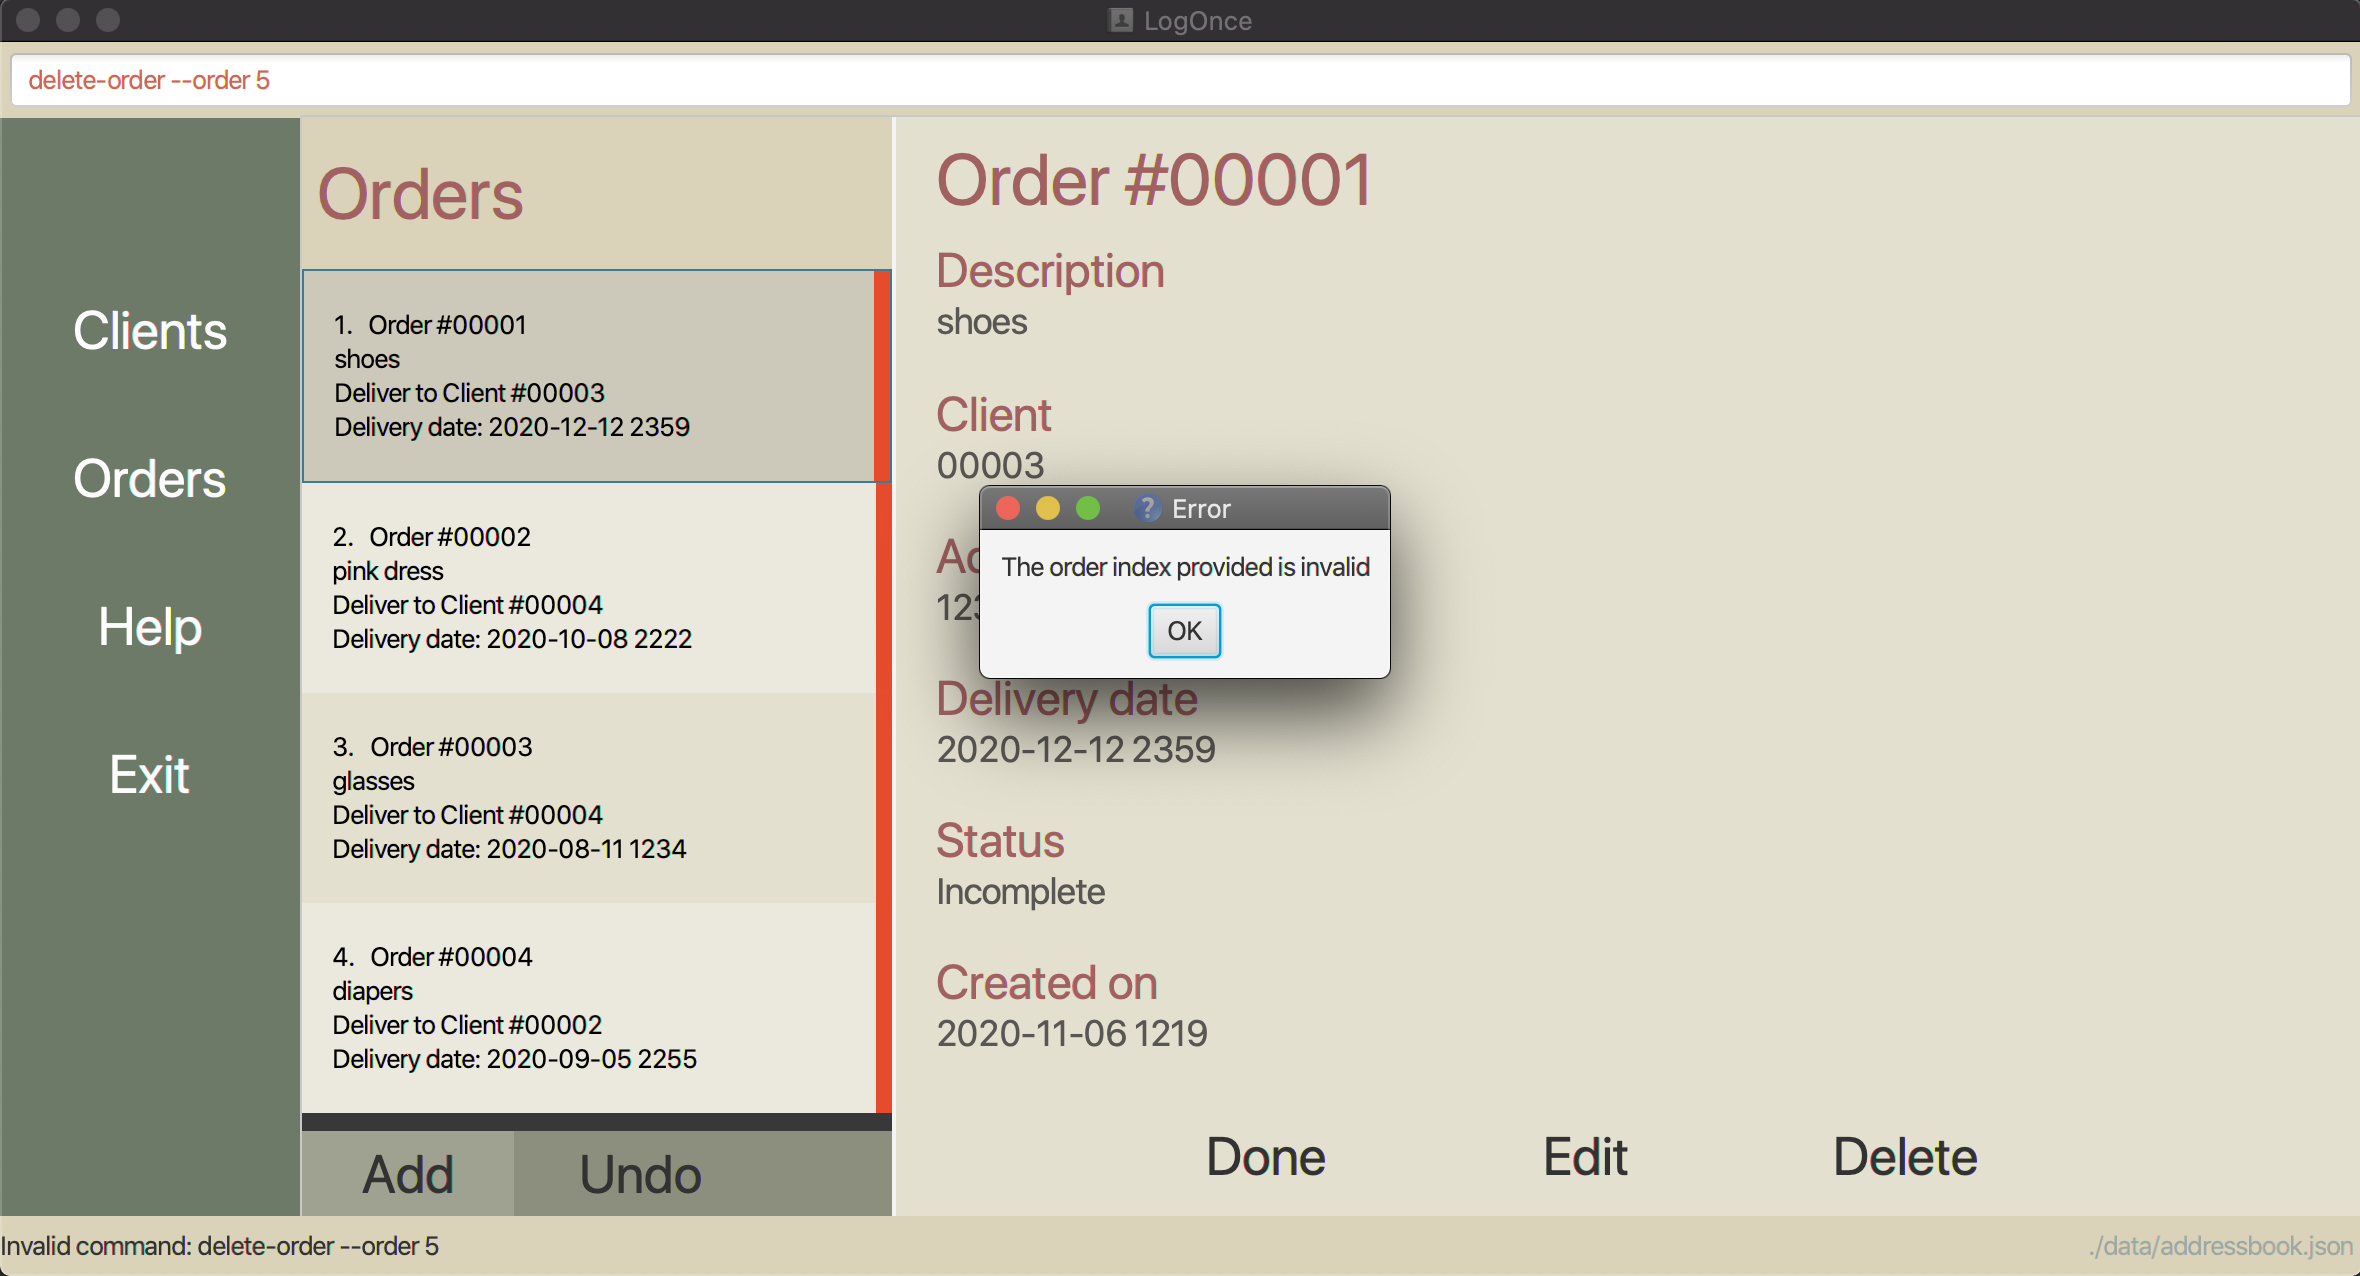 LogOnce
delete-order --order 5
Clients
Orders
Help
Exit
Orders
1. Order #00001
shoes
Deliver to Client #00003
Delivery date: 2020-12-12 2359
2. Order #00002
pink dress
Deliver to Client #00004
Delivery date: 2020-10-08 2222
3. Order #00003
glasses
Deliver to Client #00004
Delivery date: 2020-08-11 1234
4. Order #00004
diapers
Deliver to Client #00002
Delivery date: 2020-09-05 2255
Add Undo
Order #00001
Description
shoes
Client
00003
Delivery date
2020-12-12 2359
Status
Incomplete
Created on
2020-11-06 1219
Done Edit Delete
Error
The order index provided is invalid
OK
Invalid command: delete-order --order 5
./data/addressbook.json